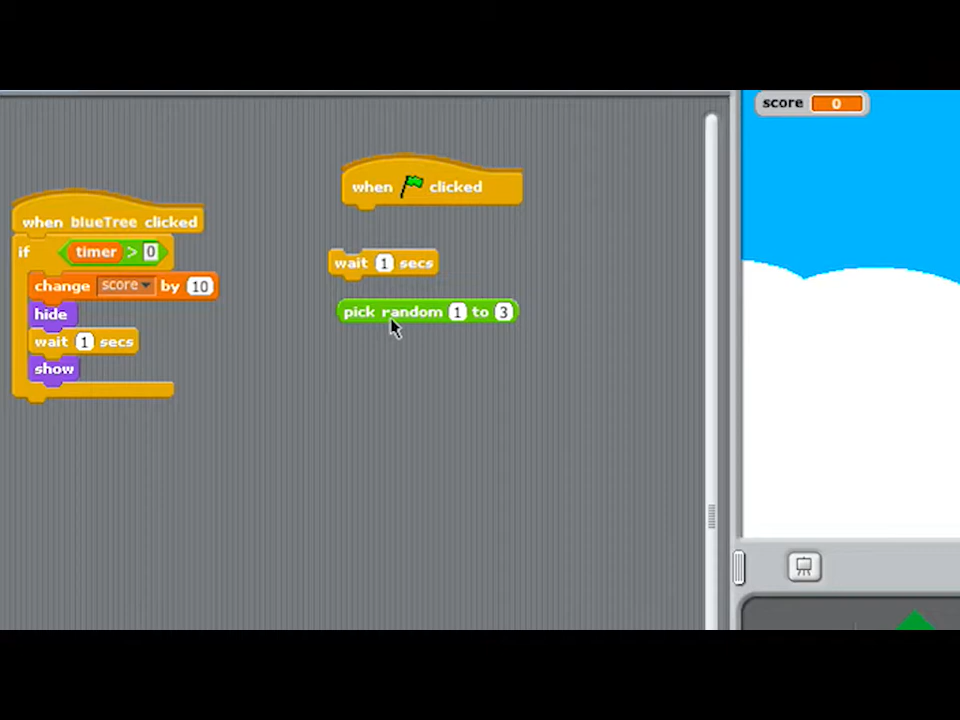 score 0
when clicked
when blueTree clicked
if timer > 0
wait 1 secs
change score by 10
pick random 1 to 3
hide
wait 1 secs
show